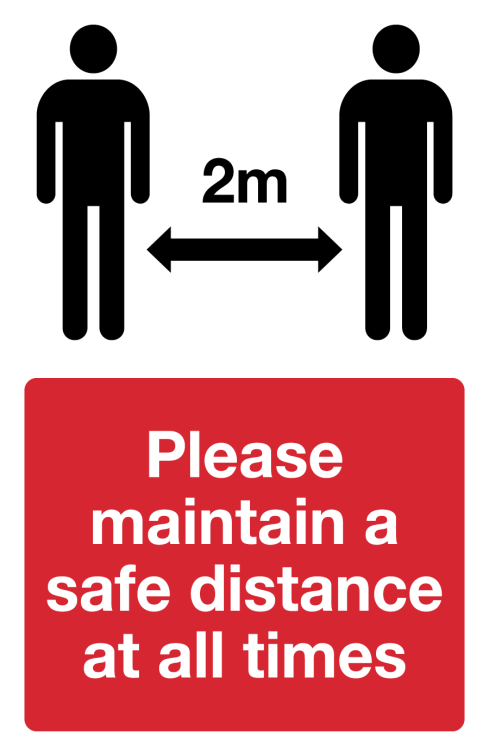 2m
Please
maintain a
safe distance
at all times